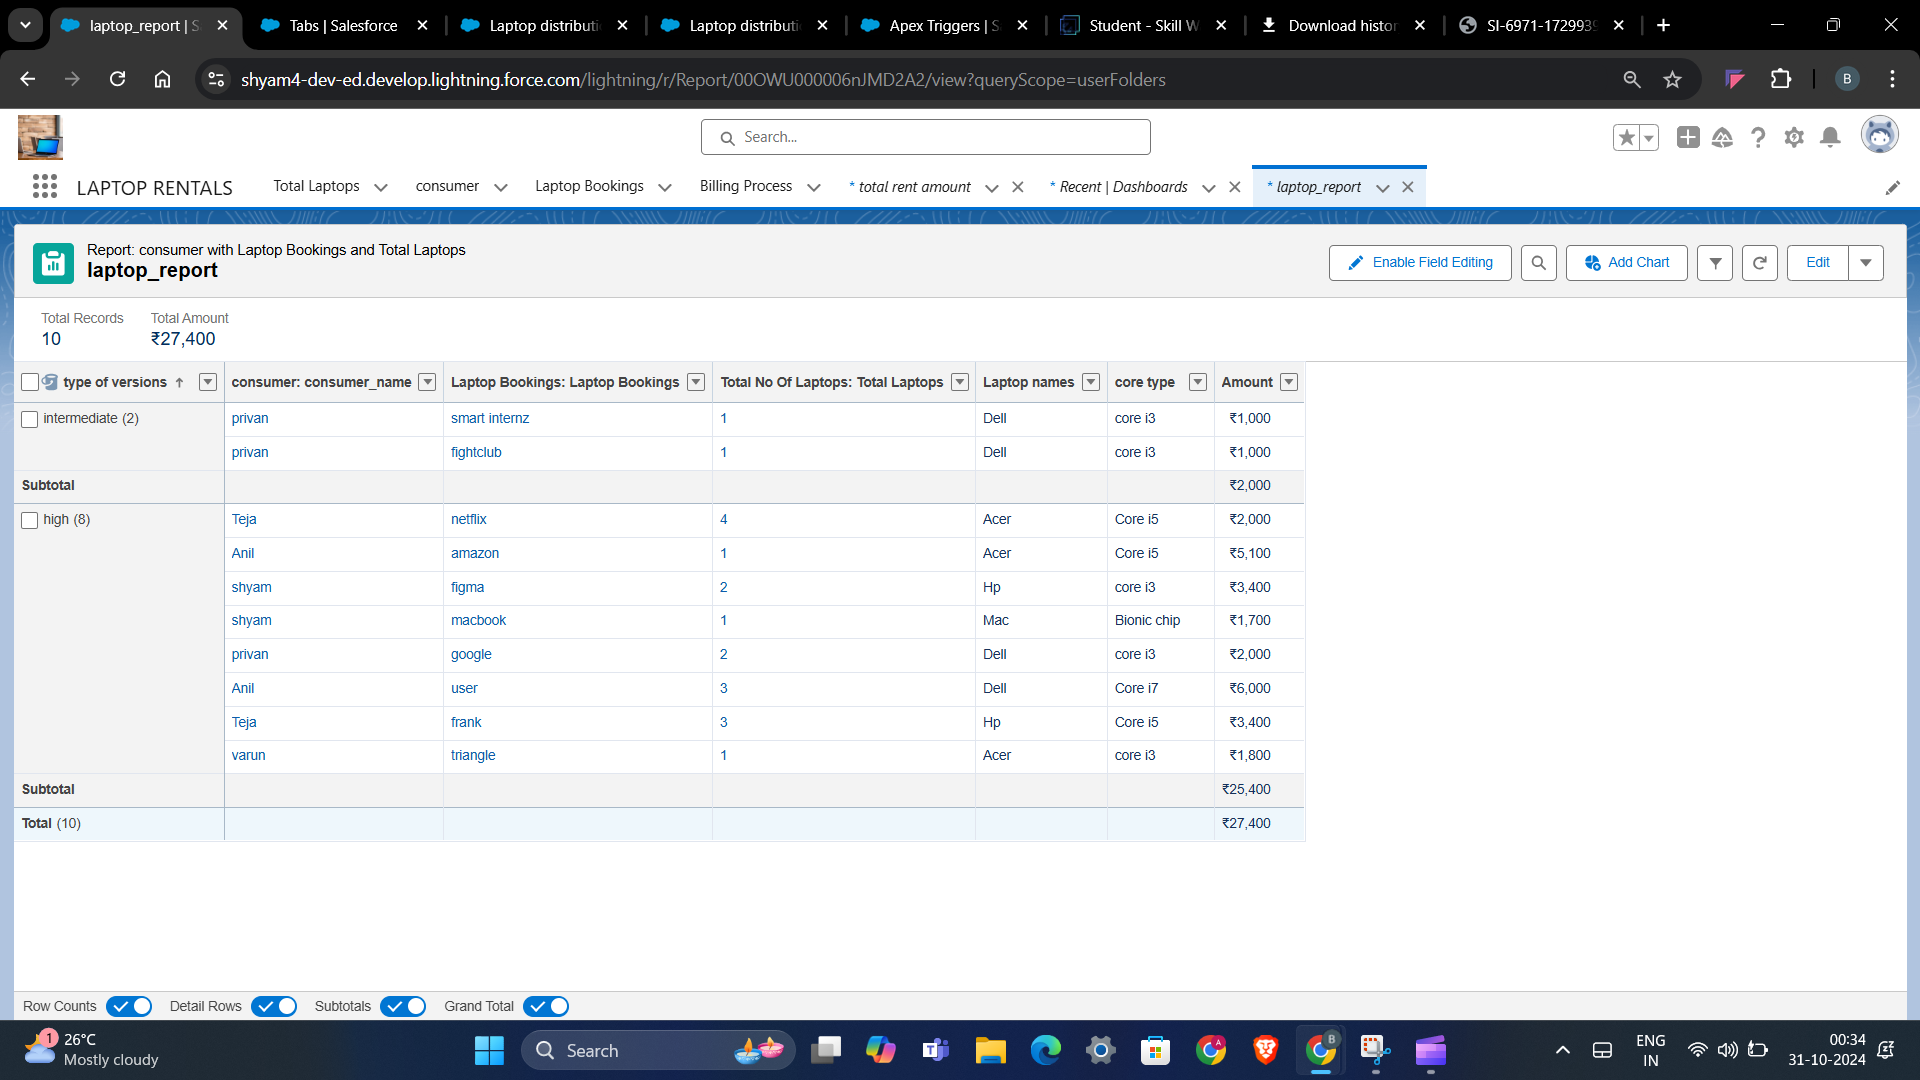 laptop_report | S
Tabs | Salesforce
Laptop distributi
Laptop distributi
Apex Triggers | S
Student - Skill W
Download histor
SI-6971-1729939
shyam4-dev-ed.develop.lightning.force.com/lightning/r/Report/00OWU000006nJMD2A2/view?queryScope=userFolders
B
Search...
LAPTOP RENTALS
Total Laptops
consumer
Laptop Bookings
Billing Process
* total rent amount
* Recent | Dashboards
* laptop_report
Report: consumer with Laptop Bookings and Total Laptops
laptop_report
Enable Field Editing
Add Chart
Edit
Total Records Total Amount
10 ₹27,400
type of versions ↑ consumer: consumer_name Laptop Bookings: Laptop Bookings Total No Of Laptops: Total Laptops Laptop names core type Amount
intermediate (2) privan smart internz 1 Dell core i3 ₹1,000
privan fightclub 1 Dell core i3 ₹1,000
Subtotal ₹2,000
high (8) Teja netflix 4 Acer Core i5 ₹2,000
Anil amazon 1 Acer Core i5 ₹5,100
shyam figma 2 Hp core i3 ₹3,400
shyam macbook 1 Mac Bionic chip ₹1,700
privan google 2 Dell core i3 ₹2,000
Anil user 3 Dell Core i7 ₹6,000
Teja frank 3 Hp Core i5 ₹3,400
varun triangle 1 Acer core i3 ₹1,800
Subtotal ₹25,400
Total (10) ₹27,400
Row Counts Detail Rows Subtotals Grand Total
1
26°C
Mostly cloudy
Search
ENG
IN
00:34
31-10-2024